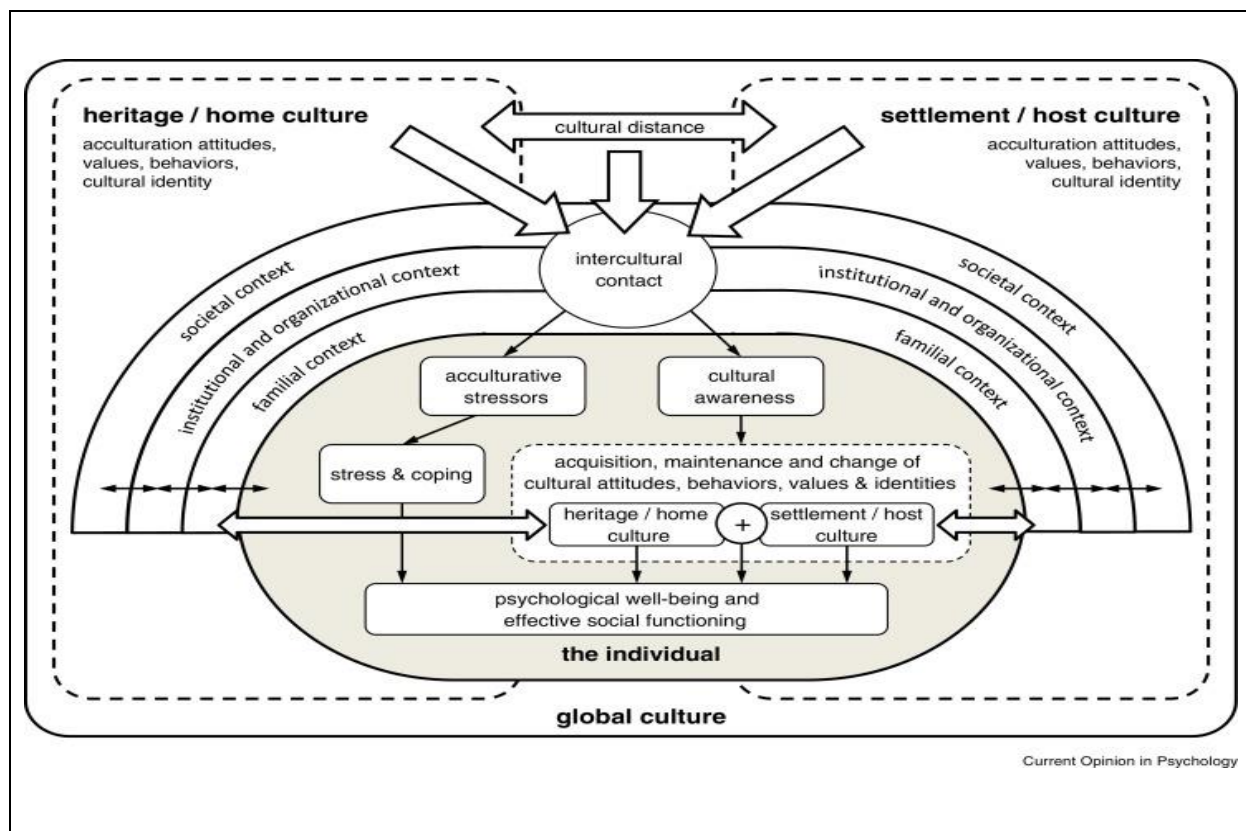 heritage / home culture
acculturation attitudes,
values, behaviors,
cultural identity
cultural distance
settlement / host culture
acculturation attitudes,
values, behaviors,
cultural identity
intercultural
contact
societal context
institutional and organizational context
familial context
societal context
institutional and organizational context
familial context
acculturative
stressors
cultural
awareness
stress & coping
acquisition, maintenance and change of
cultural attitudes, behaviors, values & identities
heritage / home
culture
+
settlement / host
culture
psychological well-being and
effective social functioning
the individual
global culture
Current Opinion in Psychology